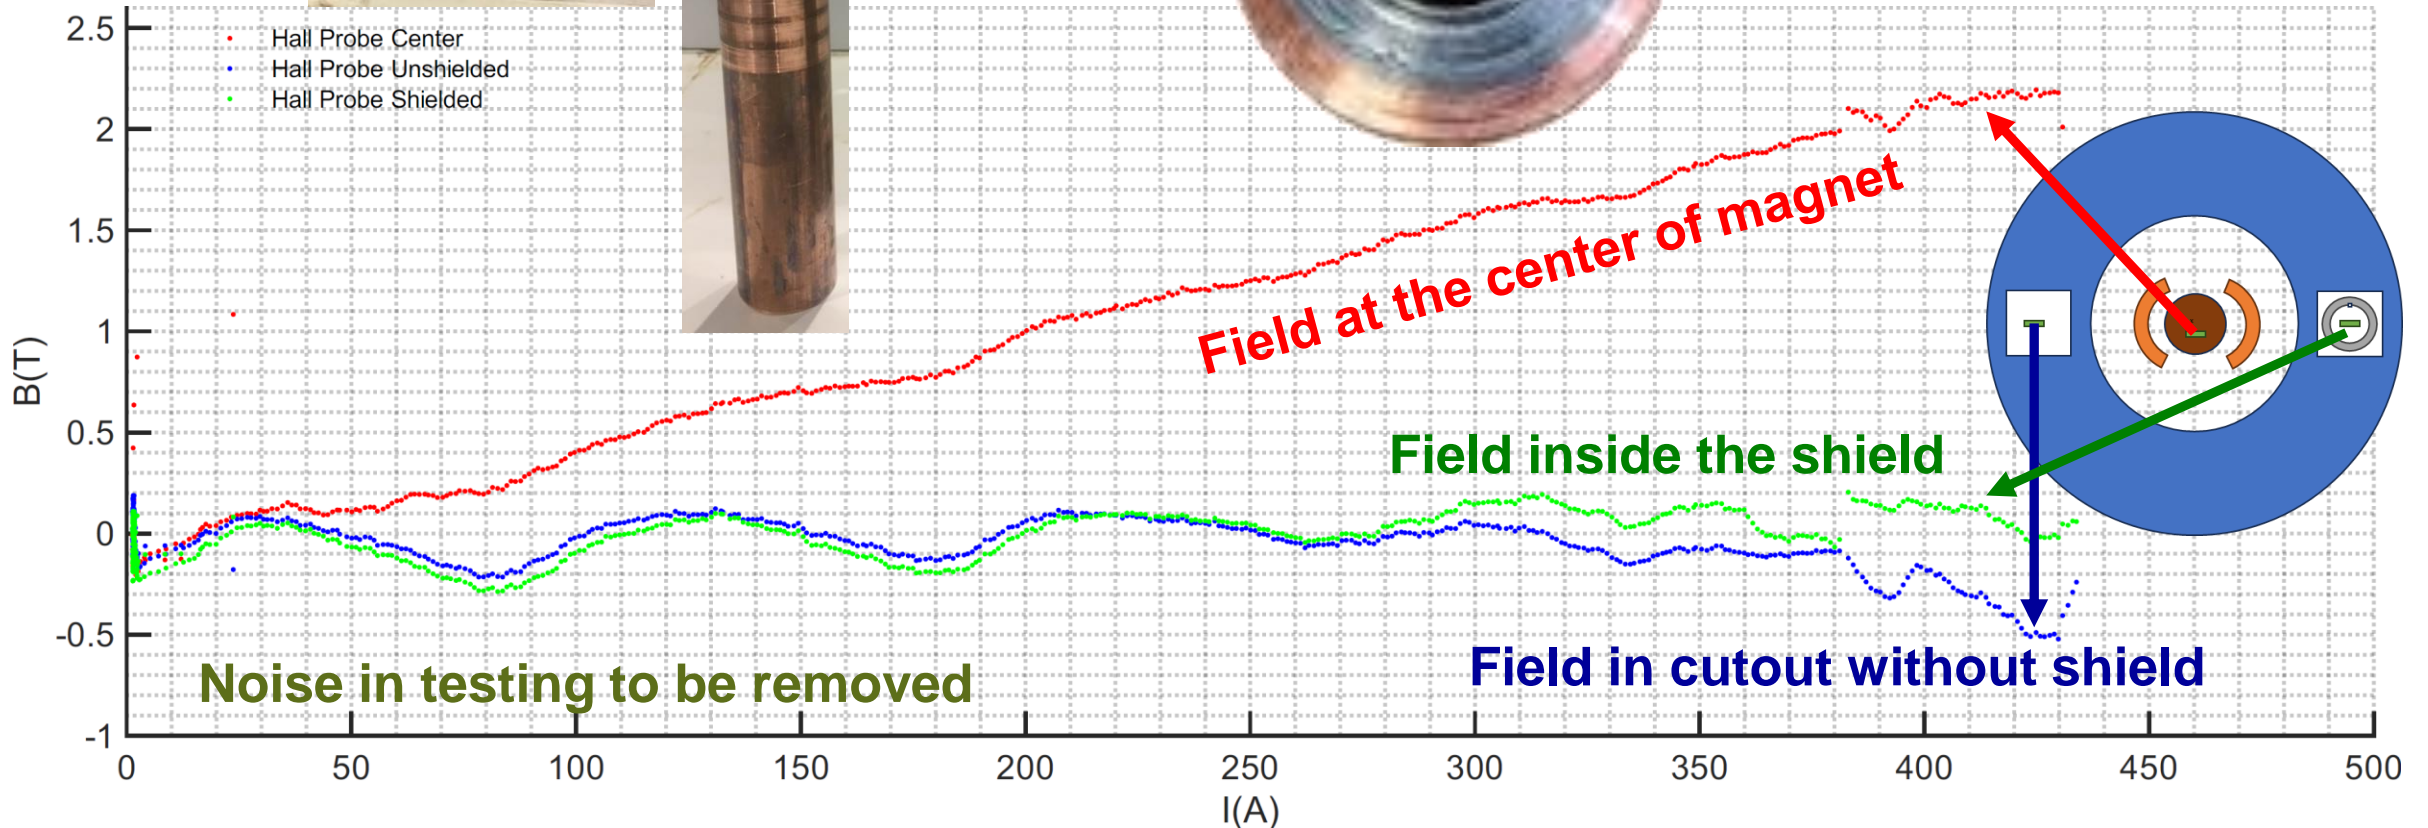 2.5
2
1.5
1
0.5
0
-0.5
-1
B(T)
Hall Probe Center
Hall Probe Unshielded
Hall Probe Shielded
Field at the center of magnet
Field inside the shield
Field in cutout without shield
Noise in testing to be removed
0 50 100 150 200 250 300 350 400 450 500
I(A)